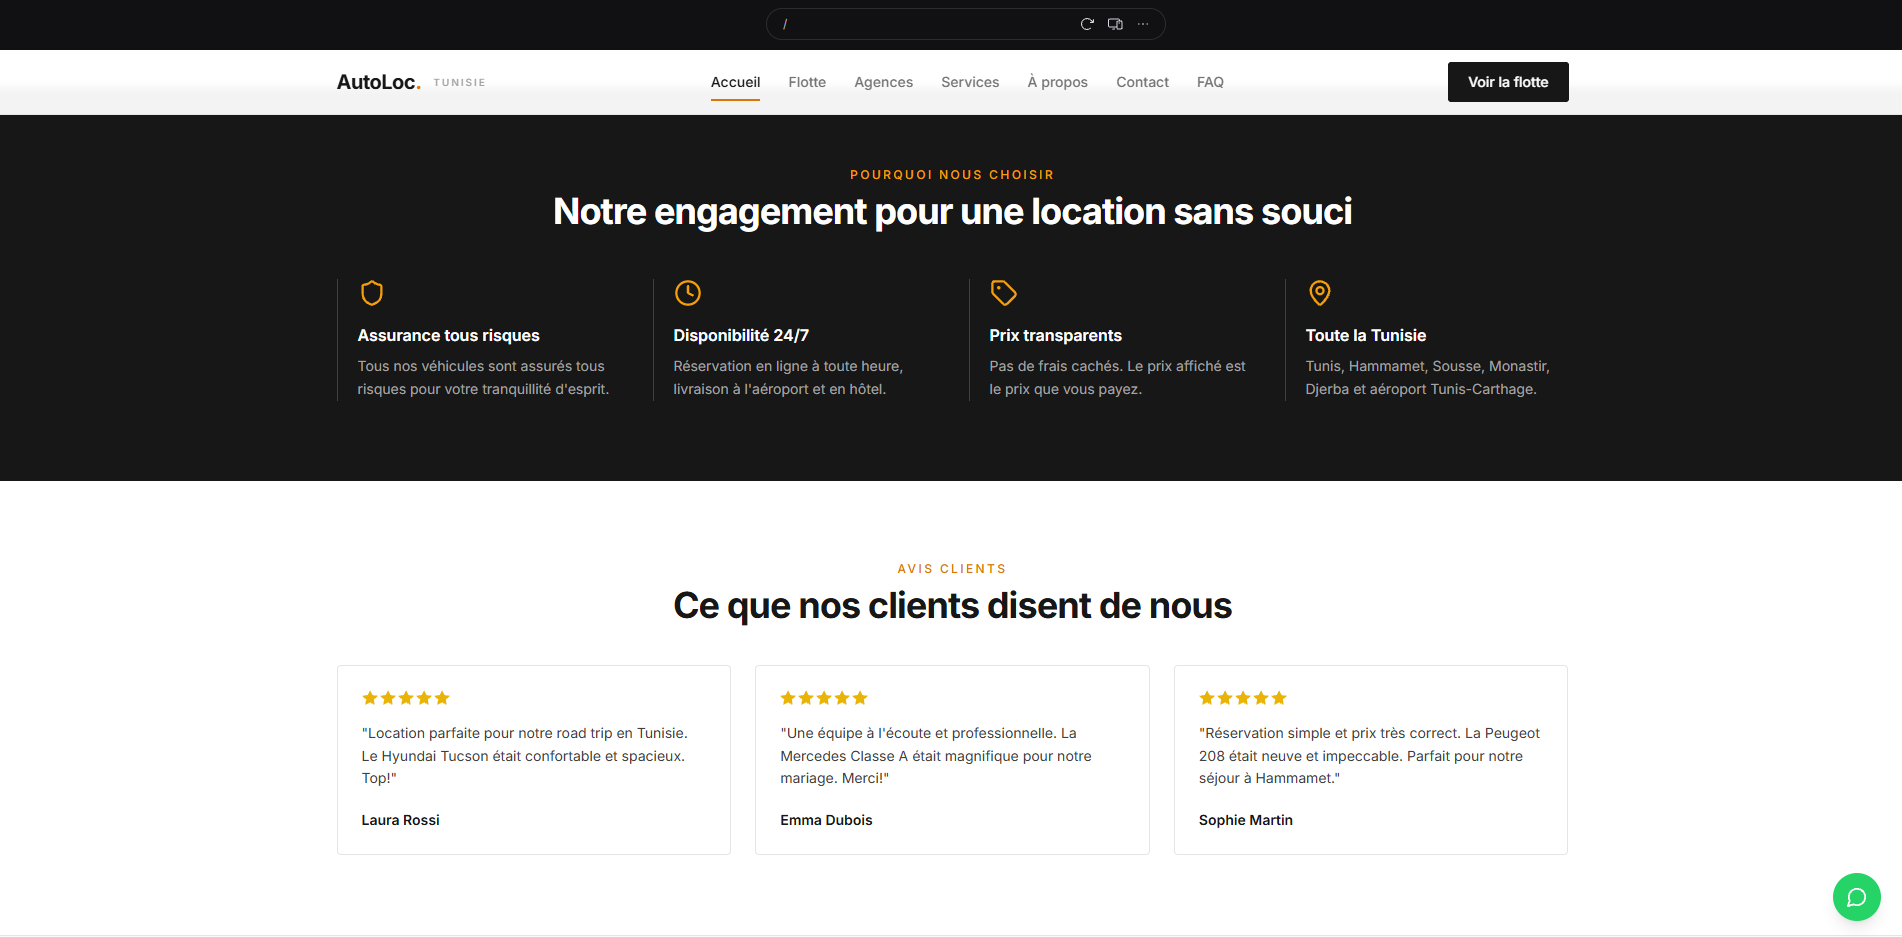 /
AutoLoc. TUNISIE
Accueil
Flotte
Agences
Services
À propos
Contact
FAQ
Voir la flotte
POURQUOI NOUS CHOISIR
Notre engagement pour une location sans souci
Assurance tous risques
Tous nos véhicules sont assurés tous
risques pour votre tranquillité d'esprit.
Disponibilité 24/7
Réservation en ligne à toute heure,
livraison à l'aéroport et en hôtel.
Prix transparents
Pas de frais cachés. Le prix affiché est
le prix que vous payez.
Toute la Tunisie
Tunis, Hammamet, Sousse, Monastir,
Djerba et aéroport Tunis-Carthage.
AVIS CLIENTS
Ce que nos clients disent de nous
"Location parfaite pour notre road trip en Tunisie.
Le Hyundai Tucson était confortable et spacieux.
Top!"
Laura Rossi
"Une équipe à l'écoute et professionnelle. La
Mercedes Classe A était magnifique pour notre
mariage. Merci!"
Emma Dubois
"Réservation simple et prix très correct. La Peugeot
208 était neuve et impeccable. Parfait pour notre
séjour à Hammamet."
Sophie Martin